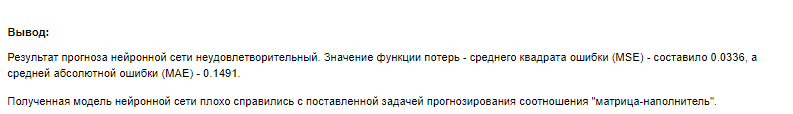 Вывод:
Результат прогноза нейронной сети неудовлетворительный. Значение функции потерь - среднего квадрата ошибки (MSE) - составило 0.0336, а
средней абсолютной ошибки (MAE) - 0.1491.
Полученная модель нейронной сети плохо справились с поставленной задачей прогнозирования соотношения "матрица-наполнитель".